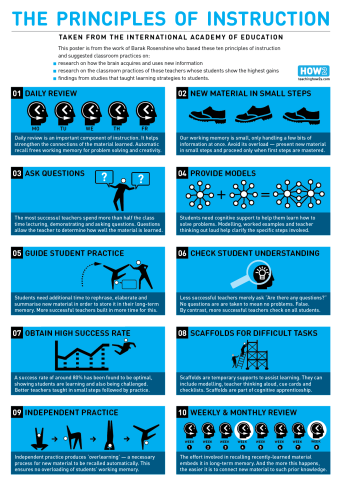 THE PRINCIPLES OF INSTRUCTION
TAKEN FROM THE INTERNATIONAL ACADEMY OF EDUCATION
This poster is from the work of Barak Rosenshine who based these ten principles of instruction
and suggested classroom practices on:
research on how the brain acquires and uses new information
research on the classroom practices of those teachers whose students show the highest gains
findings from studies that taught learning strategies to students.
HOW2
teachinghow2s.com
01 DAILY REVIEW
MO TU WE TH FR
Daily review is an important component of instruction. It helps
strengthen the connections of the material learned. Automatic
recall frees working memory for problem solving and creativity.
02 NEW MATERIAL IN SMALL STEPS
Our working memory is small, only handling a few bits of
information at once. Avoid its overload — present new material
in small steps and proceed only when first steps are mastered.
03 ASK QUESTIONS
? ?
The most successful teachers spend more than half the class
time lecturing, demonstrating and asking questions. Questions
allow the teacher to determine how well the material is learned.
04 PROVIDE MODELS
+ =
Students need cognitive support to help them learn how to
solve problems. Modelling, worked examples and teacher
thinking out loud help clarify the specific steps involved.
05 GUIDE STUDENT PRACTICE
Students need additional time to rephrase, elaborate and
summarise new material in order to store it in their long-term
memory. More successful teachers built in more time for this.
06 CHECK STUDENT UNDERSTANDING
Less successful teachers merely ask 'Are there any questions?'
No questions are taken to mean no problems. False.
By contrast, more successful teachers check on all students.
07 OBTAIN HIGH SUCCESS RATE
A success rate of around 80% has been found to be optimal,
showing students are learning and also being challenged.
Better teachers taught in small steps followed by practice.
08 SCAFFOLDS FOR DIFFICULT TASKS
Scaffolds are temporary supports to assist learning. They can
include modelling, teacher thinking aloud, cue cards and
checklists. Scaffolds are part of cognitive apprenticeship.
09 INDEPENDENT PRACTICE
Independent practice produces 'overlearning' — a necessary
process for new material to be recalled automatically. This
ensures no overloading of students' working memory.
10 WEEKLY & MONTHLY REVIEW
The effort involved in recalling recently-learned material
embeds it in long-term memory. And the more this happens,
the easier it is to connect new material to such prior knowledge.